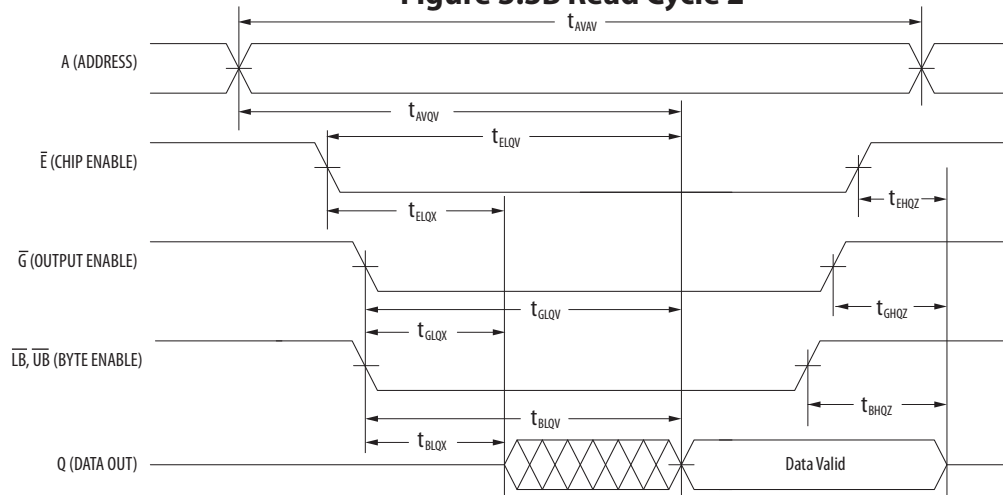 Figure 3.3B Read Cycle 2
tAVAV
A (ADDRESS)
tAVQV
tELQV
E̅ (CHIP ENABLE)
tELQX
tEHQZ
G̅ (OUTPUT ENABLE)
tGLQV
tGHQZ
tGLQX
L̅B̅, U̅B̅ (BYTE ENABLE)
tBLQV
tBHQZ
tBLQX
Q (DATA OUT)
Data Valid